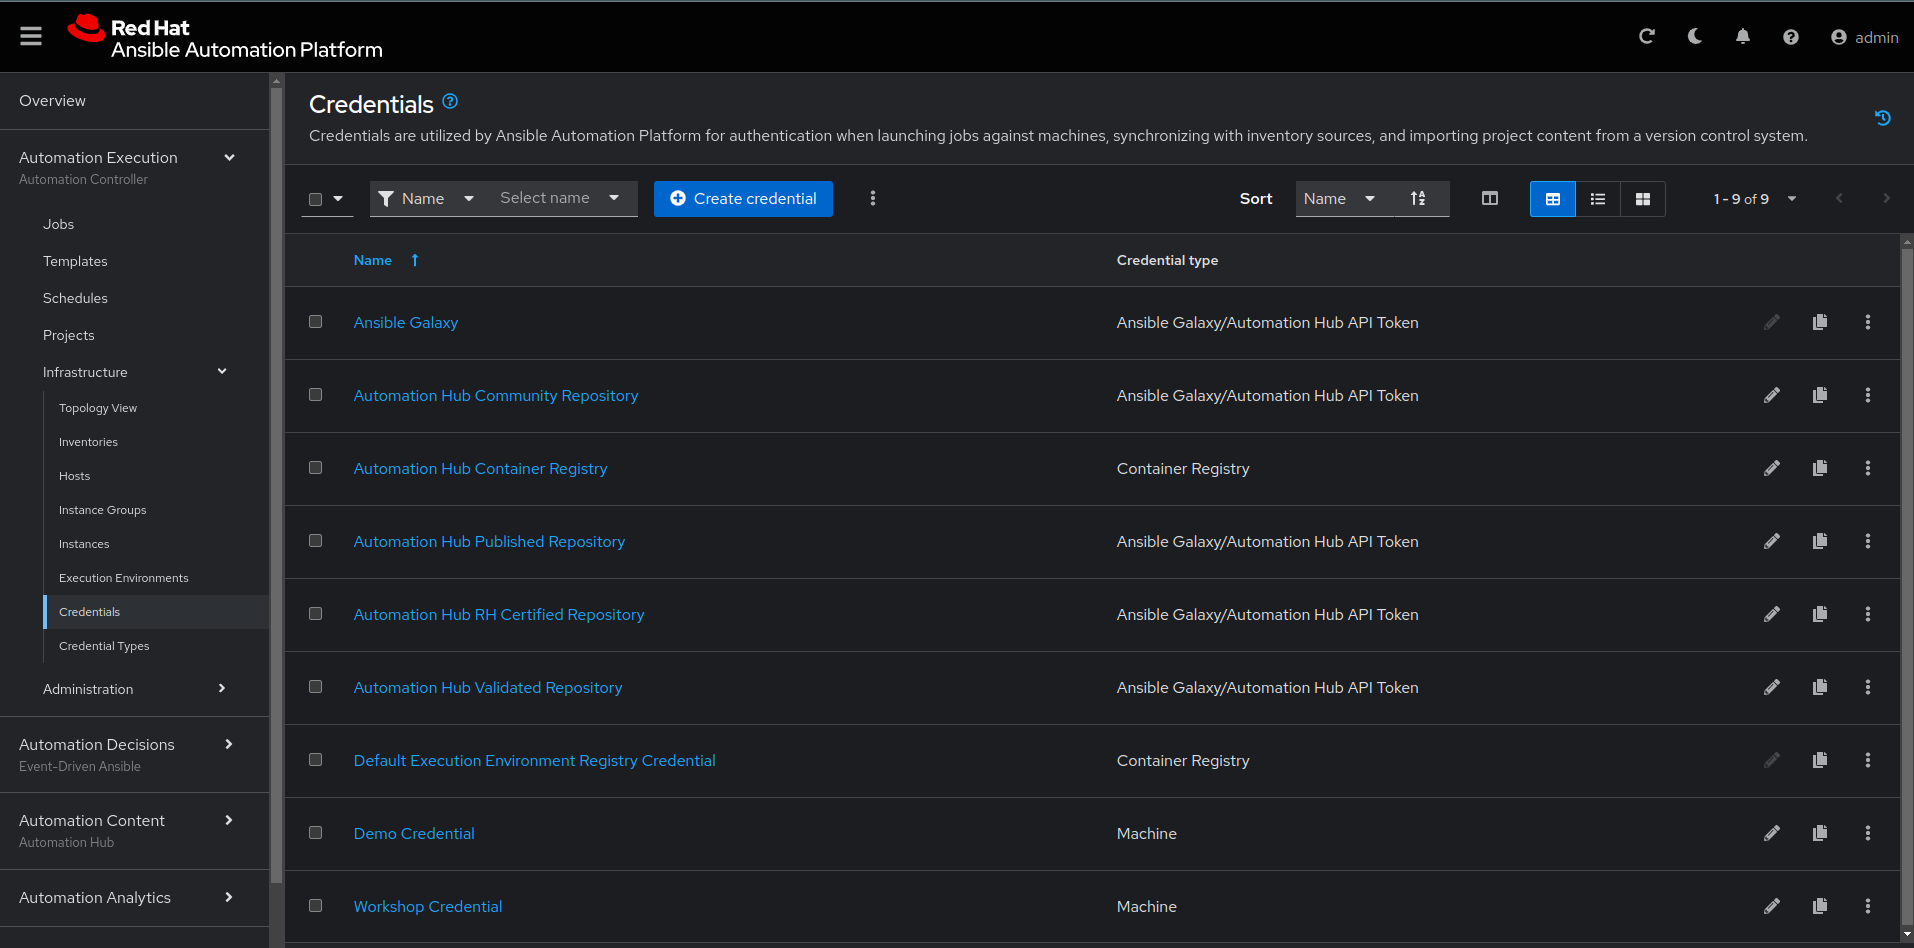 Red Hat
Ansible Automation Platform
admin
Overview
Automation Execution
Automation Controller
Jobs
Templates
Schedules
Projects
Infrastructure
Topology View
Inventories
Hosts
Instance Groups
Instances
Execution Environments
Credentials
Credential Types
Administration
Automation Decisions
Event-Driven Ansible
Automation Content
Automation Hub
Automation Analytics
Credentials
Credentials are utilized by Ansible Automation Platform for authentication when launching jobs against machines, synchronizing with inventory sources, and importing project content from a version control system.
Name Select name Create credential Sort Name 1 - 9 of 9
Name Credential type
Ansible Galaxy Ansible Galaxy/Automation Hub API Token
Automation Hub Community Repository Ansible Galaxy/Automation Hub API Token
Automation Hub Container Registry Container Registry
Automation Hub Published Repository Ansible Galaxy/Automation Hub API Token
Automation Hub RH Certified Repository Ansible Galaxy/Automation Hub API Token
Automation Hub Validated Repository Ansible Galaxy/Automation Hub API Token
Default Execution Environment Registry Credential Container Registry
Demo Credential Machine
Workshop Credential Machine